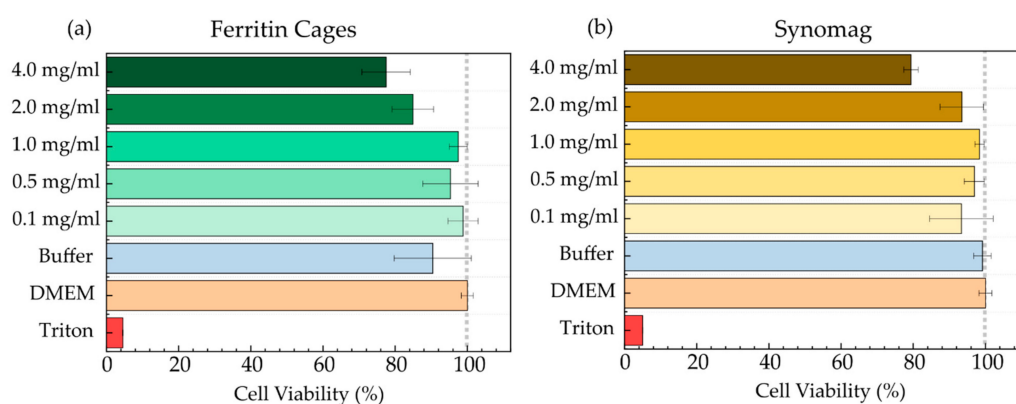 (a) Ferritin Cages
4.0 mg/ml
2.0 mg/ml
1.0 mg/ml
0.5 mg/ml
0.1 mg/ml
Buffer
DMEM
Triton
0 20 40 60 80 100
Cell Viability (%)
(b) Synomag
4.0 mg/ml
2.0 mg/ml
1.0 mg/ml
0.5 mg/ml
0.1 mg/ml
Buffer
DMEM
Triton
0 20 40 60 80 100
Cell Viability (%)